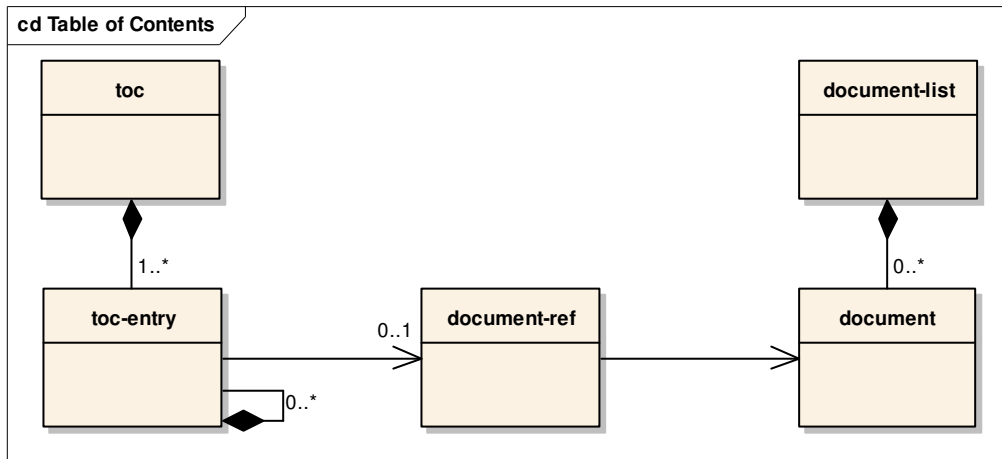 cd Table of Contents
toc
document-list
1..*
0..*
toc-entry
document-ref
document
0..1
0..*